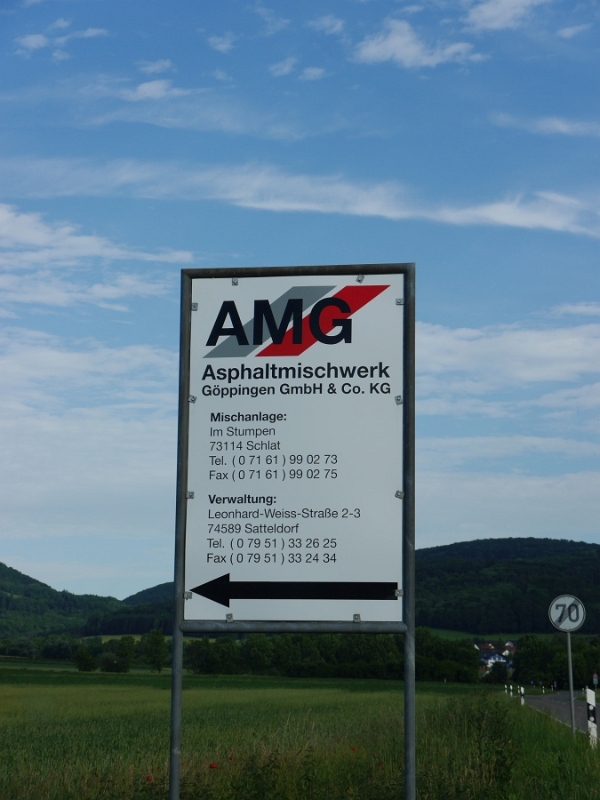 AMG
Asphaltmischwerk
Göppingen GmbH & Co. KG
Mischanlage:
Im Stumpen
73114 Schlat
Tel. ( 0 71 61 ) 99 02 73
Fax ( 0 71 61 ) 99 02 75
Verwaltung:
Leonhard-Weiss-Straße 2-3
74589 Satteldorf
Tel. ( 0 79 51 ) 33 26 25
Fax ( 0 79 51 ) 33 24 34
70